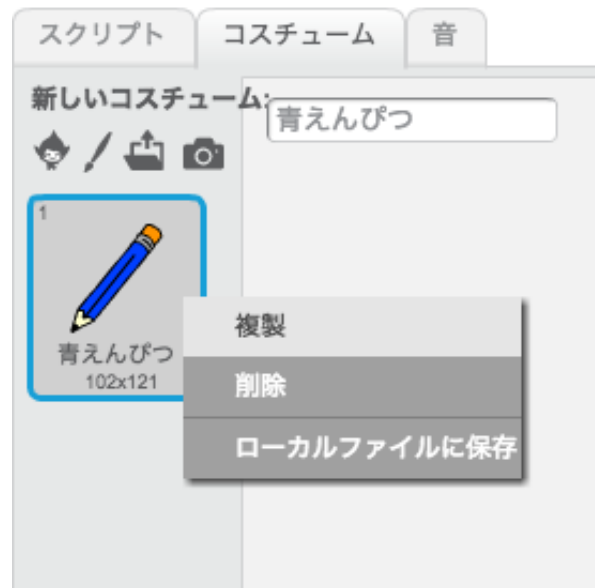 スクリプト コスチューム 音
新しいコスチューム:
青えんぴつ
1
青えんぴつ
102x121
複製
削除
ローカルファイルに保存